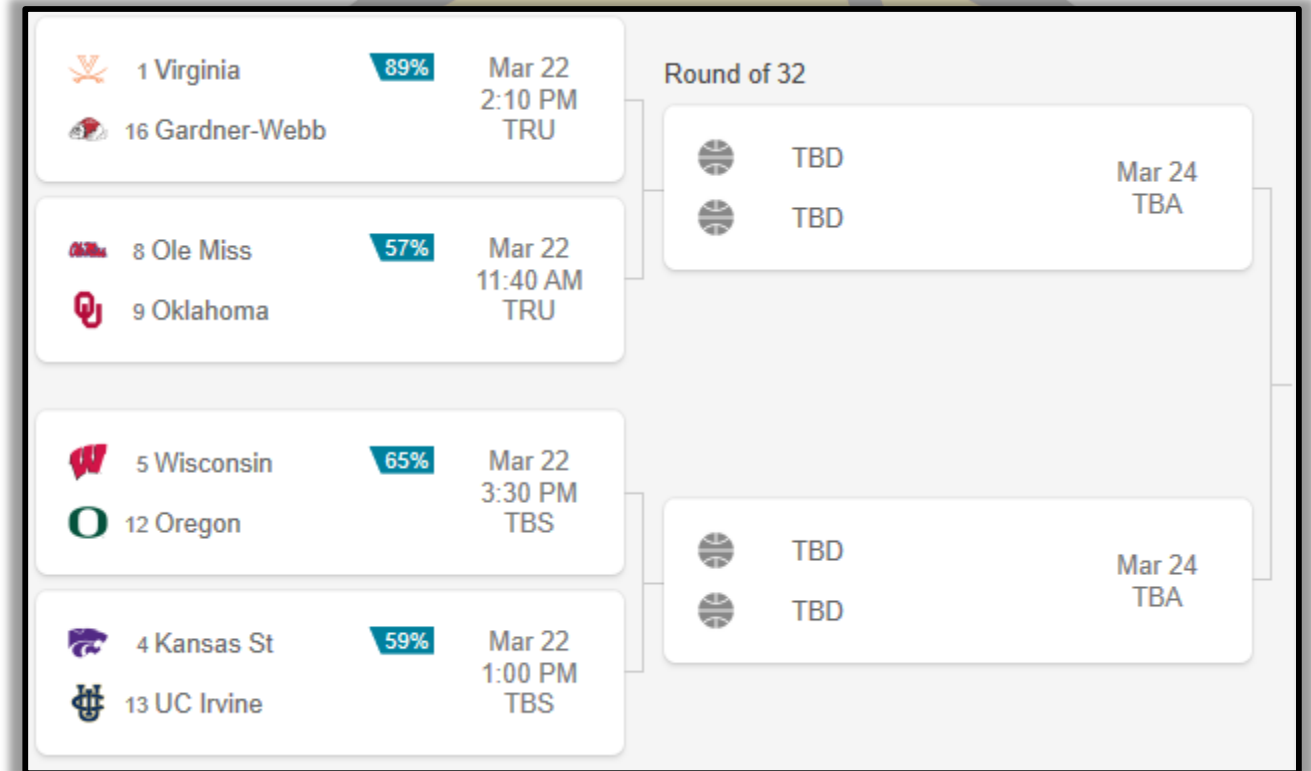 1 Virginia 89% Mar 22
2:10 PM
16 Gardner-Webb TRU
8 Ole Miss 57% Mar 22
11:40 AM
9 Oklahoma TRU
5 Wisconsin 65% Mar 22
3:30 PM
12 Oregon TBS
4 Kansas St 59% Mar 22
1:00 PM
13 UC Irvine TBS
Round of 32
TBD Mar 24
TBD TBA
TBD Mar 24
TBD TBA